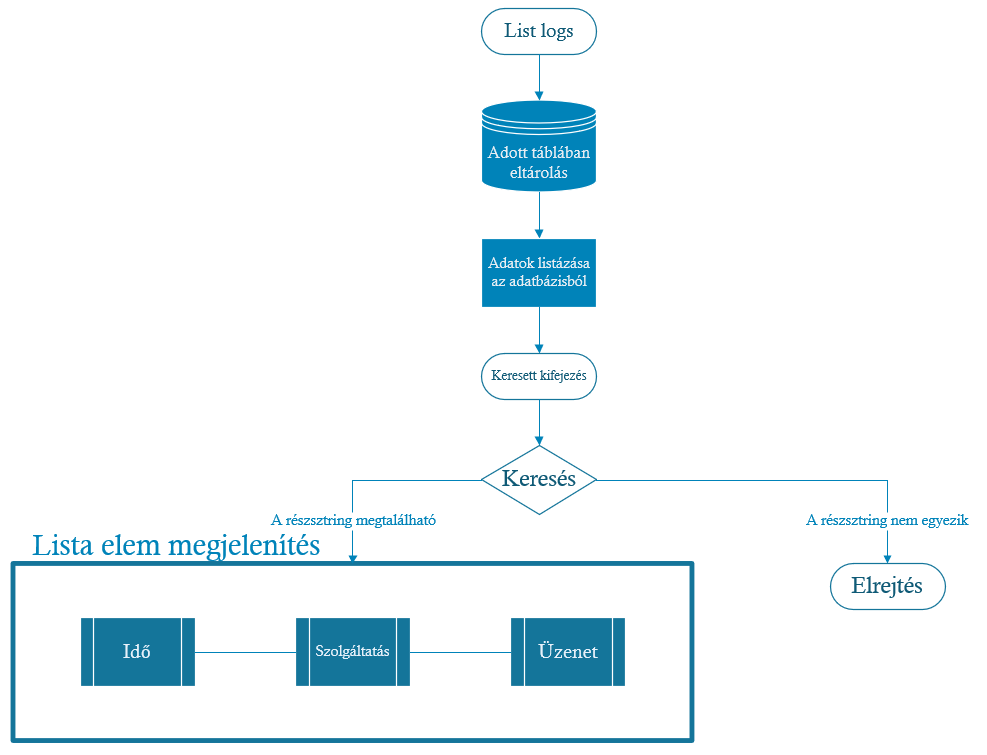 List logs
Adott táblában
eltárolás
Adatok listázása
az adatbázisból
Keresett kifejezés
Keresés
A részsztring megtalálható
A részsztring nem egyezik
Lista elem megjelenítés
Elrejtés
Idő
Szolgáltatás
Üzenet